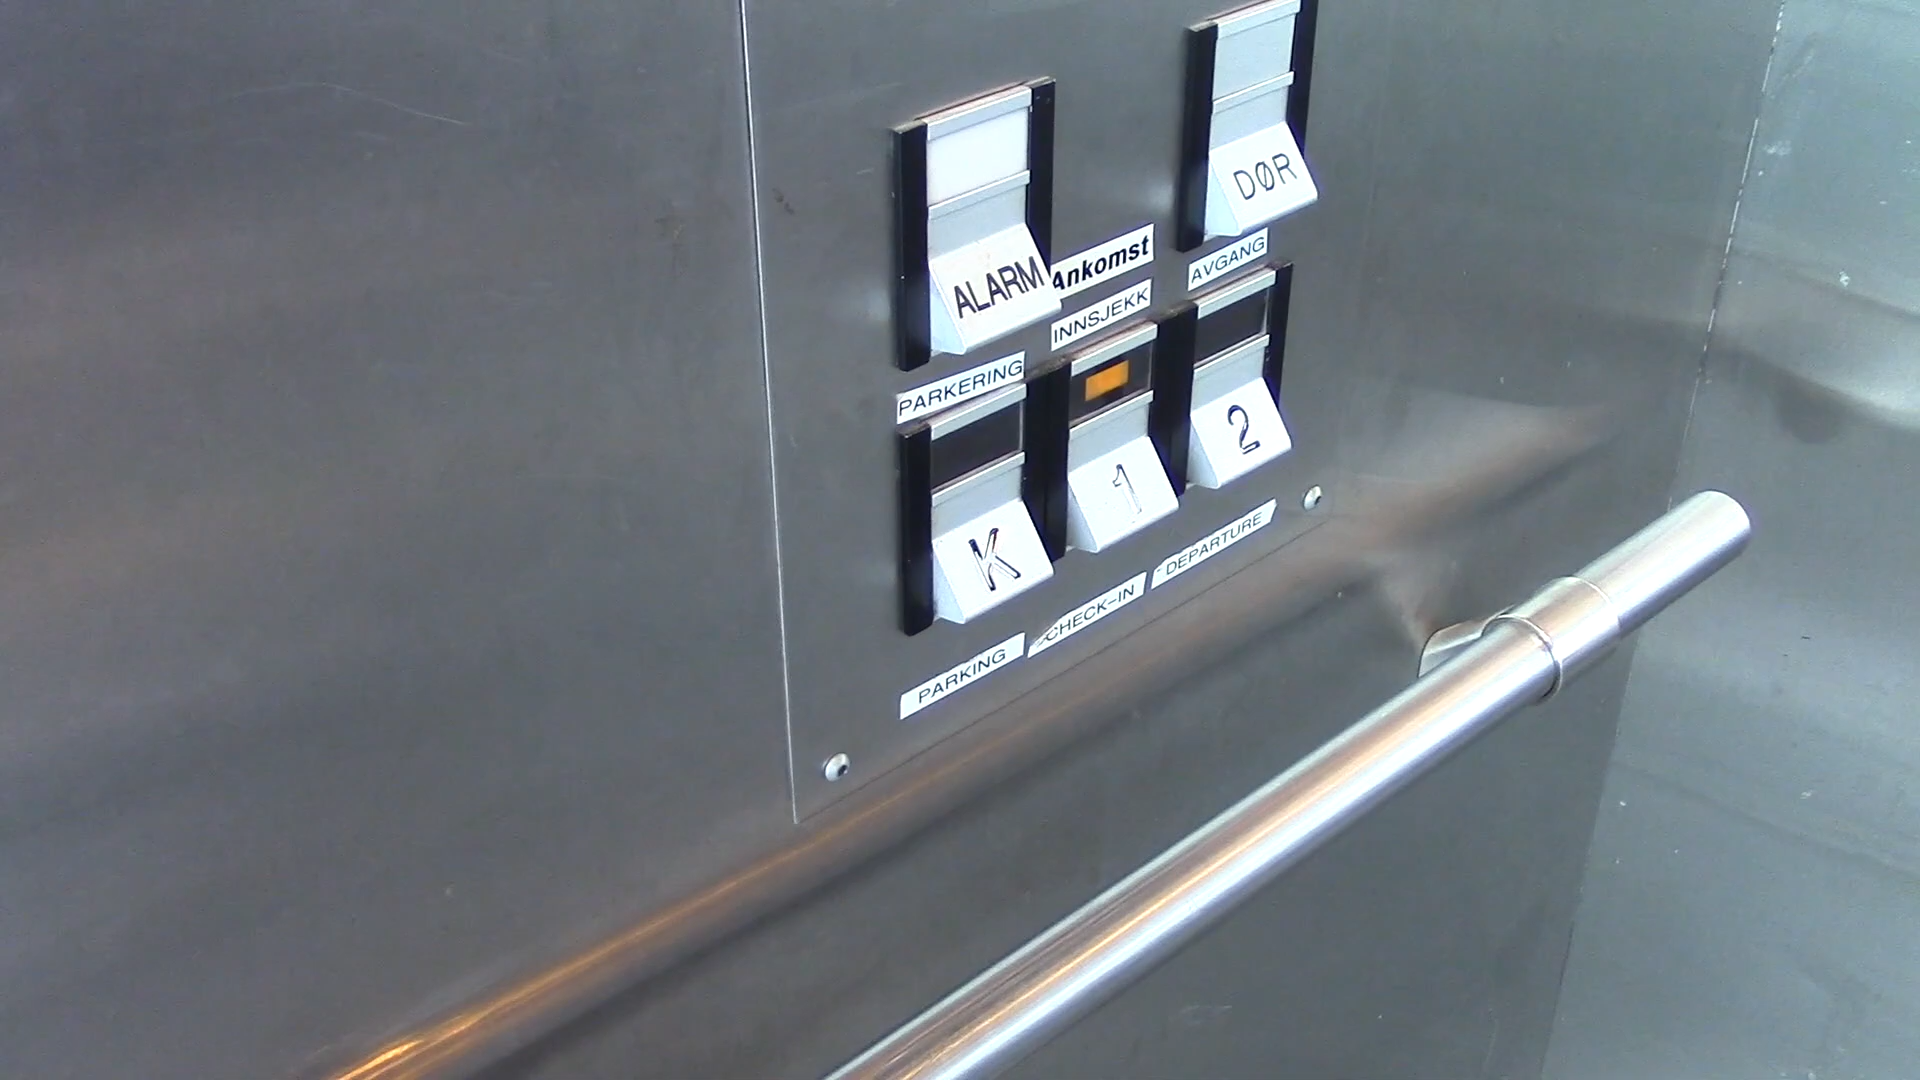 DØR
ALARM
Ankomst
AVGANG
INNSJEKK
PARKERING
K
1
2
PARKING
CHECK-IN
DEPARTURE